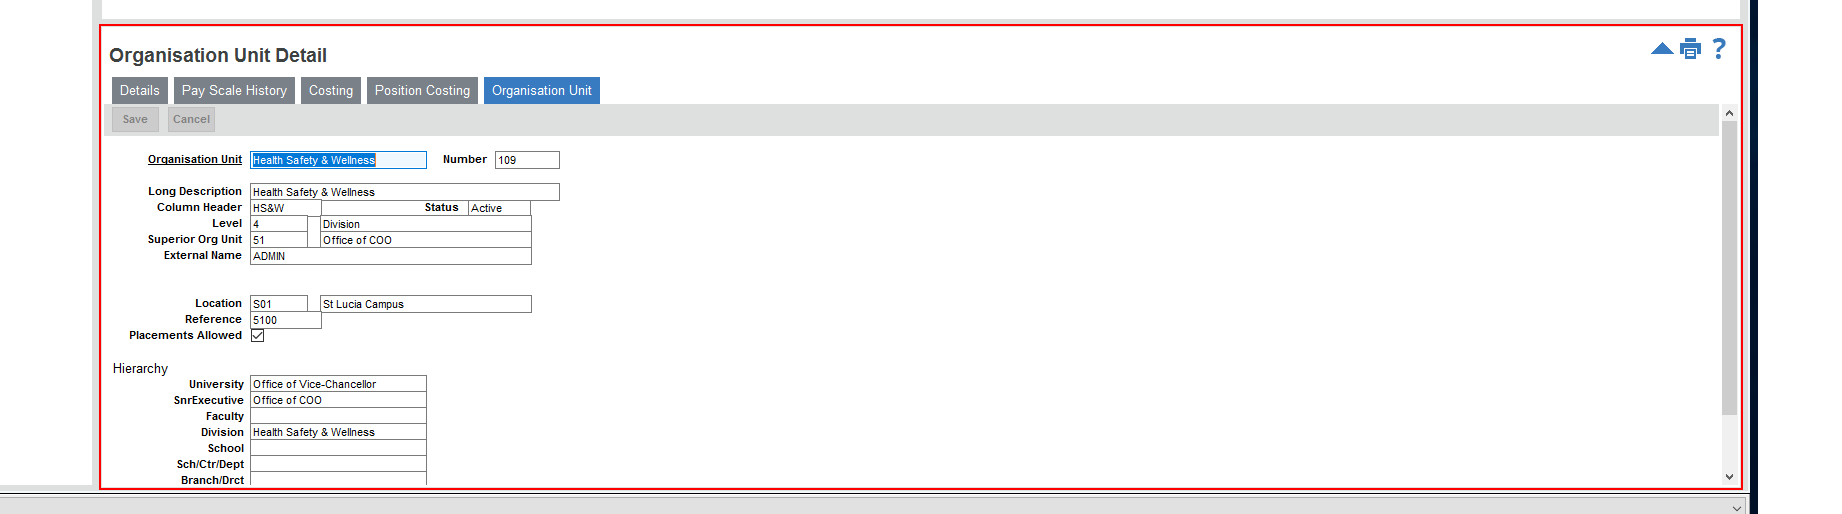 Organisation Unit Detail
?
Details Pay Scale History Costing Position Costing Organisation Unit
Save Cancel
Organisation Unit Health Safety & Wellness Number 109
Long Description Health Safety & Wellness
Column Header HS&W Status Active
Level 4 Division
Superior Org Unit 51 Office of COO
External Name ADMIN
Location S01 St Lucia Campus
Reference 5100
Placements Allowed
Hierarchy
University Office of Vice-Chancellor
SnrExecutive Office of COO
Faculty
Division Health Safety & Wellness
School
Sch/Ctr/Dept
Branch/Drct